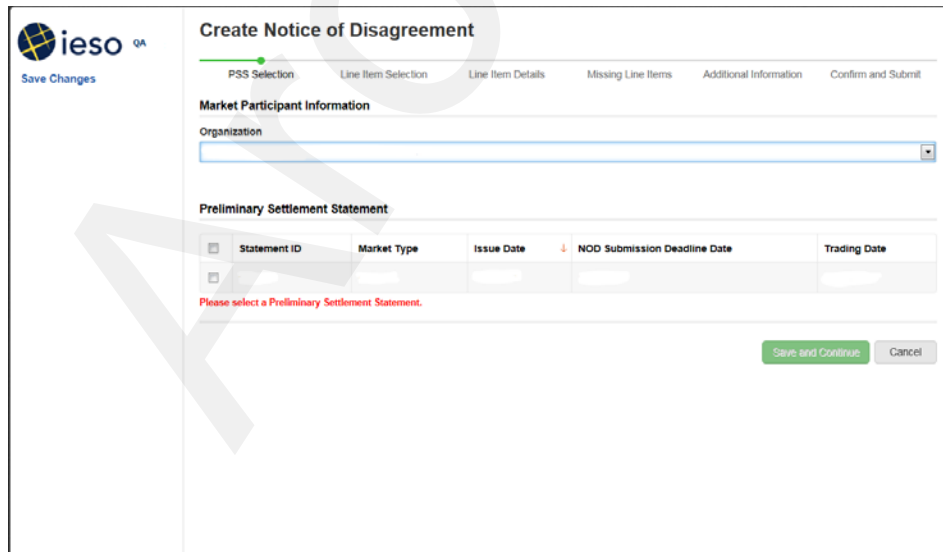 ieso QA
Save Changes
Create Notice of Disagreement
PSS Selection Line Item Selection Line Item Details Missing Line Items Additional Information Confirm and Submit
Market Participant Information
Organization
Preliminary Settlement Statement
Statement ID Market Type Issue Date ↓ NOD Submission Deadline Date Trading Date
Please select a Preliminary Settlement Statement.
Save and Continue Cancel